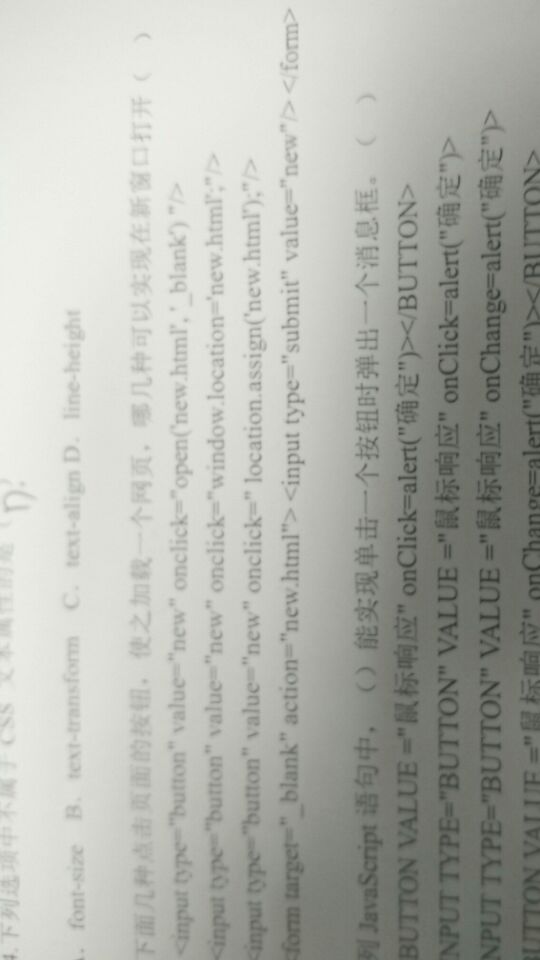 4.下列选项中不属于 CSS 文本属性的是（
. font-size B. text-transform C. text-align D. line-height
下面几种点击页面的按钮，使之加载一个网页，哪几种可以实现在新窗口打开（ ）
<input type="button" value="new" onclick="open('new.html', '_blank') "/>
<input type="button" value="new" onclick="window.location='new.html';"/>
<input type="button" value="new" onclick=" location.assign('new.html');"/>
<form target="_blank" action="new.html"> <input type="submit" value="new"/> </form>
列 JavaScript 语句中，（）能实现单击一个按钮时弹出一个消息框。（ ）
BUTTON VALUE ="鼠标响应" onClick=alert("确定")></BUTTON>
NPUT TYPE="BUTTON" VALUE ="鼠标响应" onClick=alert("确定")>
NPUT TYPE="BUTTON" VALUE ="鼠标响应" onChange=alert("确定")>
BUTTON VALUE ="鼠标响应" onChange=alert("确定")></BUTTON>